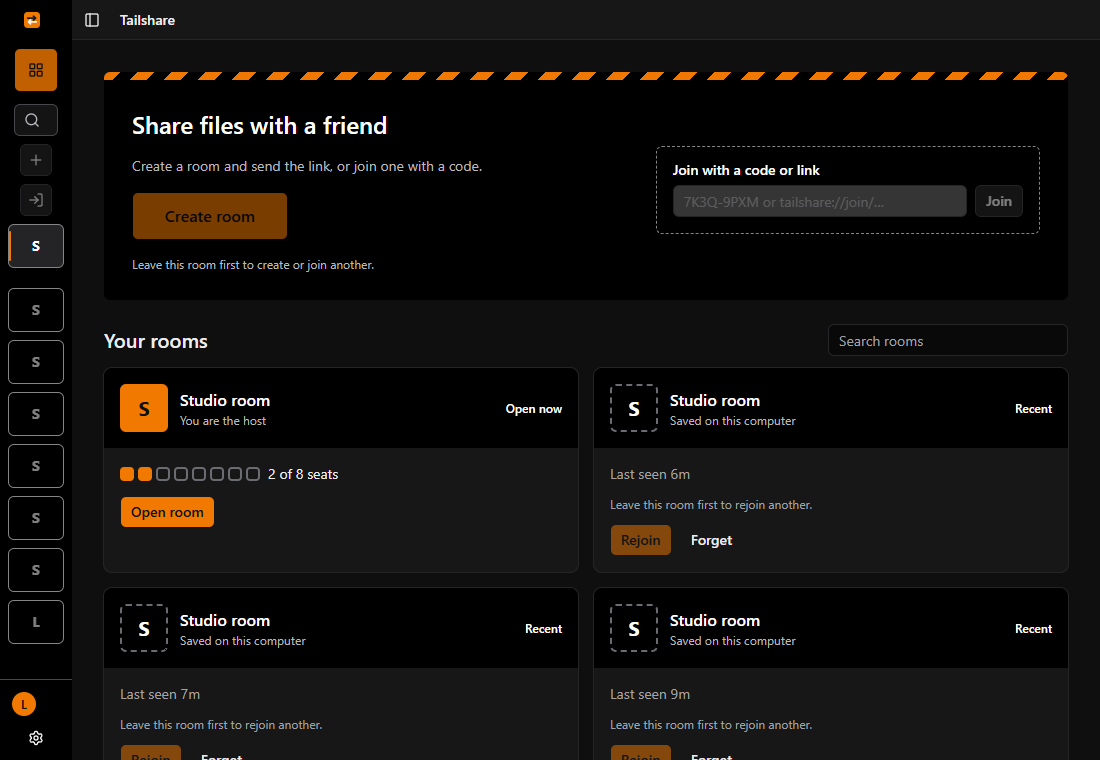 Tailshare
Share files with a friend
Create a room and send the link, or join one with a code.
Create room
Leave this room first to create or join another.
Join with a code or link
7K3Q-9PXM or tailshare://join/...
Join
S
S
S
S
S
S
S
L
L
Your rooms
Search rooms
S
Studio room
You are the host
Open now
2 of 8 seats
Open room
S
Studio room
Saved on this computer
Recent
Last seen 6m
Leave this room first to rejoin another.
Rejoin
Forget
S
Studio room
Saved on this computer
Recent
Last seen 7m
Leave this room first to rejoin another.
Rejoin
Forget
S
Studio room
Saved on this computer
Recent
Last seen 9m
Leave this room first to rejoin another.
Rejoin
Forget